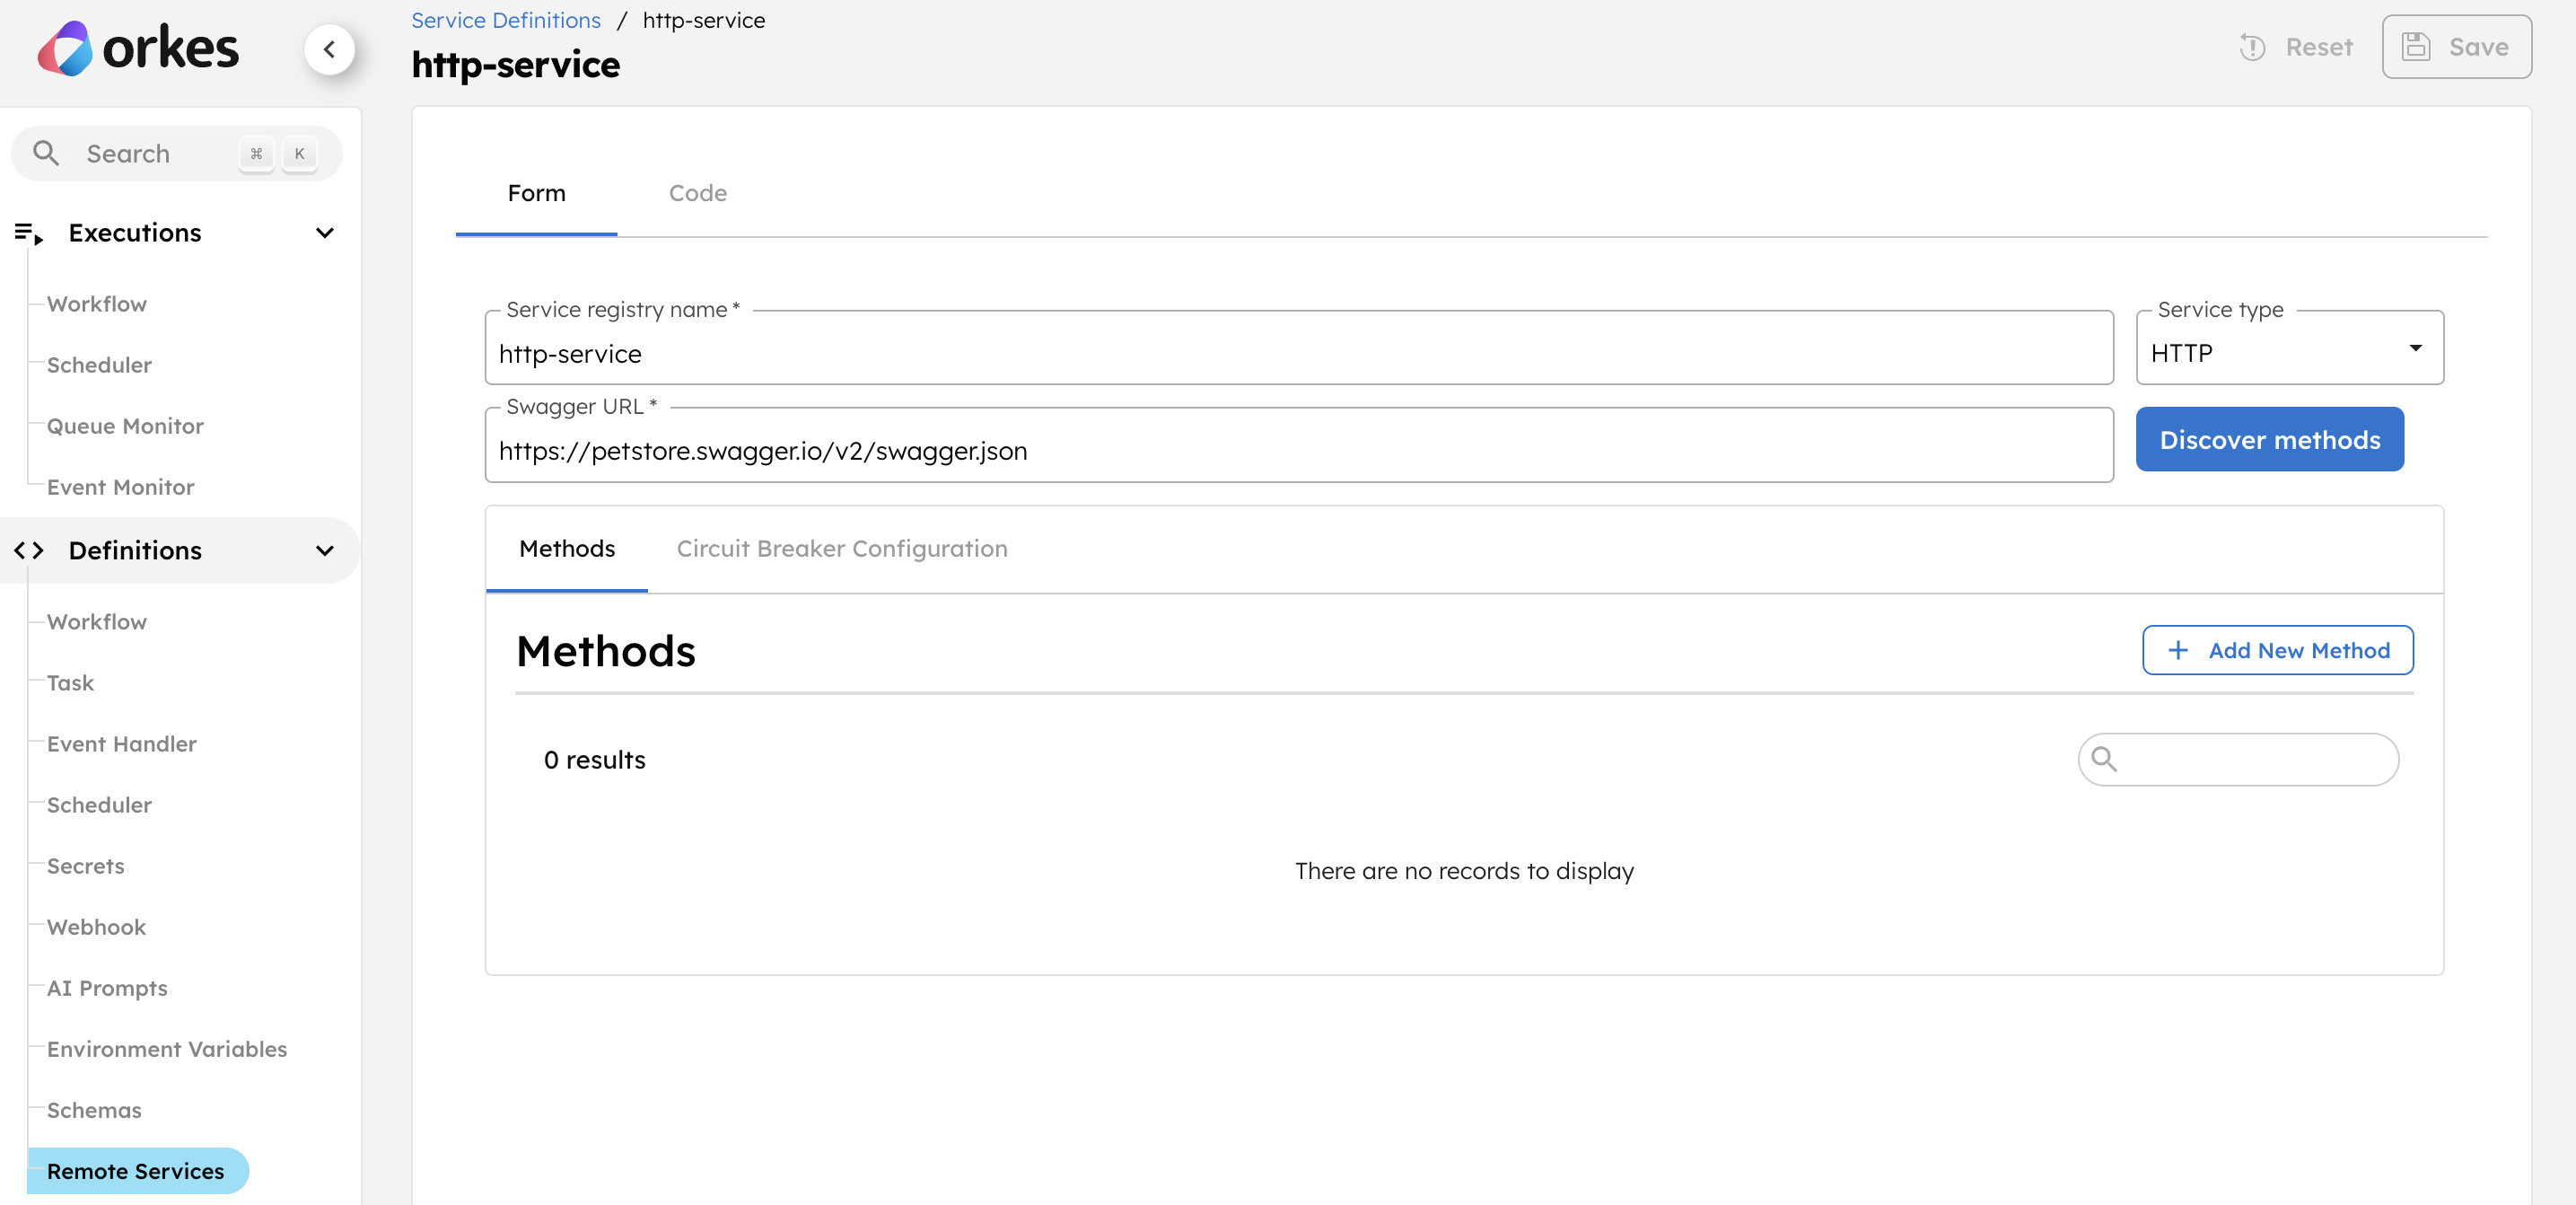 orkes
Service Definitions / http-service
http-service
Reset
Save
Search ⌘ K
Executions
Workflow
Scheduler
Queue Monitor
Event Monitor
Definitions
Workflow
Task
Event Handler
Scheduler
Secrets
Webhook
AI Prompts
Environment Variables
Schemas
Remote Services
Form Code
Service registry name *
http-service
Service type
HTTP
Swagger URL *
https://petstore.swagger.io/v2/swagger.json
Discover methods
Methods Circuit Breaker Configuration
Methods
+ Add New Method
0 results
There are no records to display